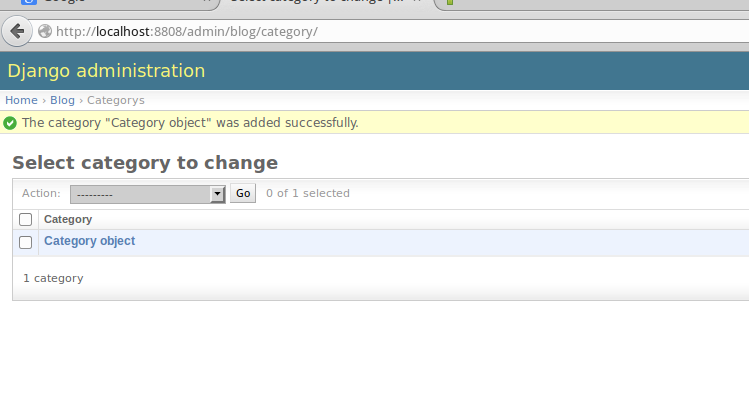 Select category to change |...
http://localhost:8808/admin/blog/category/
Django administration
Home › Blog › Categorys
The category "Category object" was added successfully.
Select category to change
Action: --------- Go 0 of 1 selected
Category
Category object
1 category